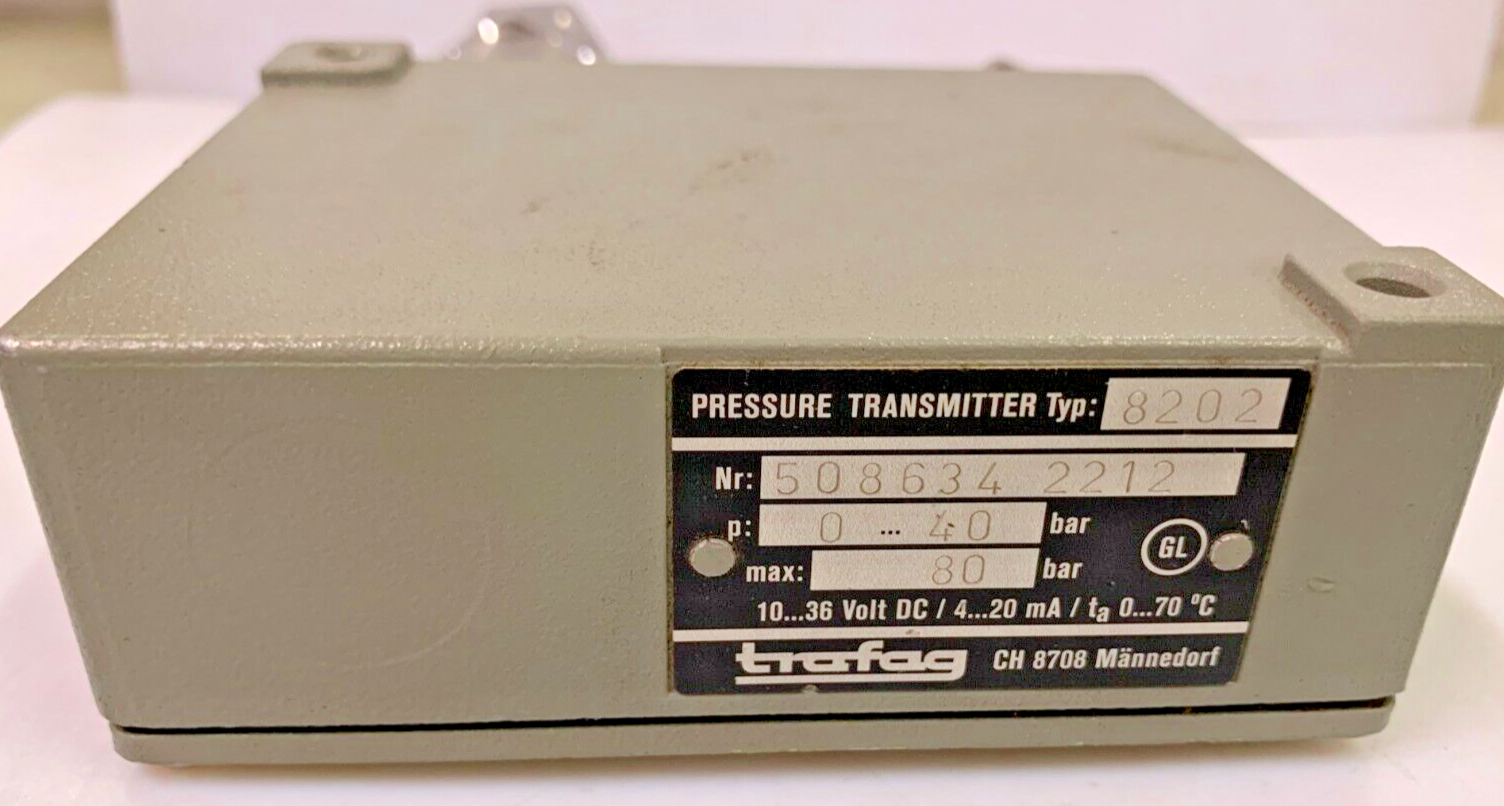 PRESSURE TRANSMITTER Typ: 8202
Nr: 508634 2212
p: 0 ... 40 bar
max: 80 bar
GL
10...36 Volt DC / 4...20 mA / ta 0...70 °C
trafag CH 8708 Männedorf